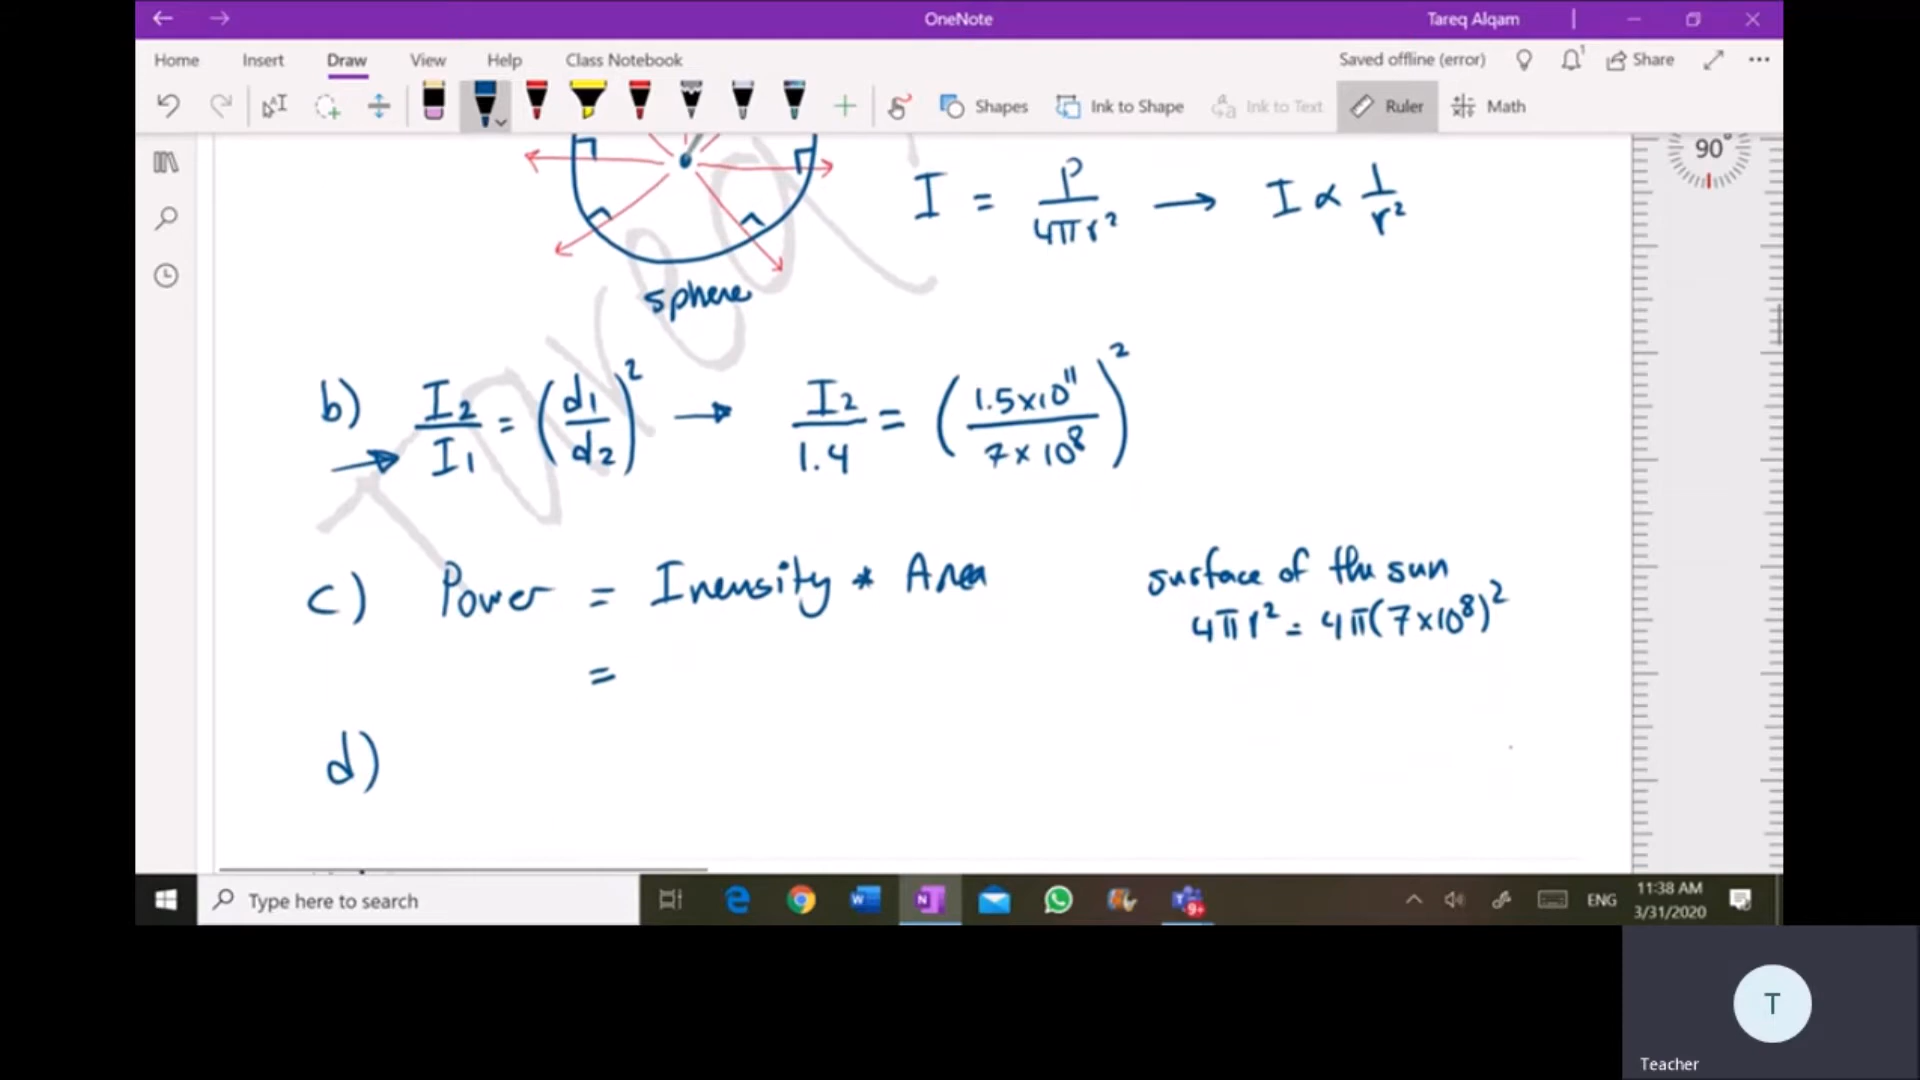 OneNote
Tareq Alqam
Home Insert Draw View Help Class Notebook
Saved offline (error) Share
Shapes Ink to Shape Ink to Text Ruler Math
90°
I = P / 4πr² → I ∝ 1 / r²
sphere
Tareq
b) I2 / I1 = (d1 / d2)² → I2 / 1.4 = (1.5×10¹¹ / 7×10⁸)²
c) Power = Inensity * Area
surface of the sun
4πr² = 4π(7×10⁸)²
=
d)
Type here to search
9+
ENG
11:38 AM
3/31/2020
T
Teacher